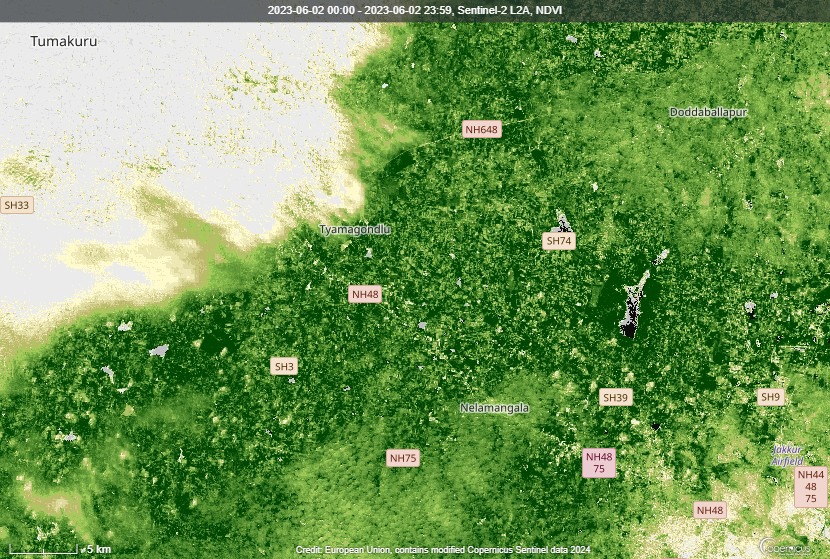 2023-06-02 00:00 - 2023-06-02 23:59, Sentinel-2 L2A, NDVI
Tumakuru
Doddaballapur
NH648
SH33
Tyamagondlu
SH74
NH48
SH3
SH39
SH9
Nelamangala
NH75
NH48
75
Jakkur
Airfield
NH44
48
75
NH48
5 km
Credit: European Union, contains modified Copernicus Sentinel data 2024
opernicus